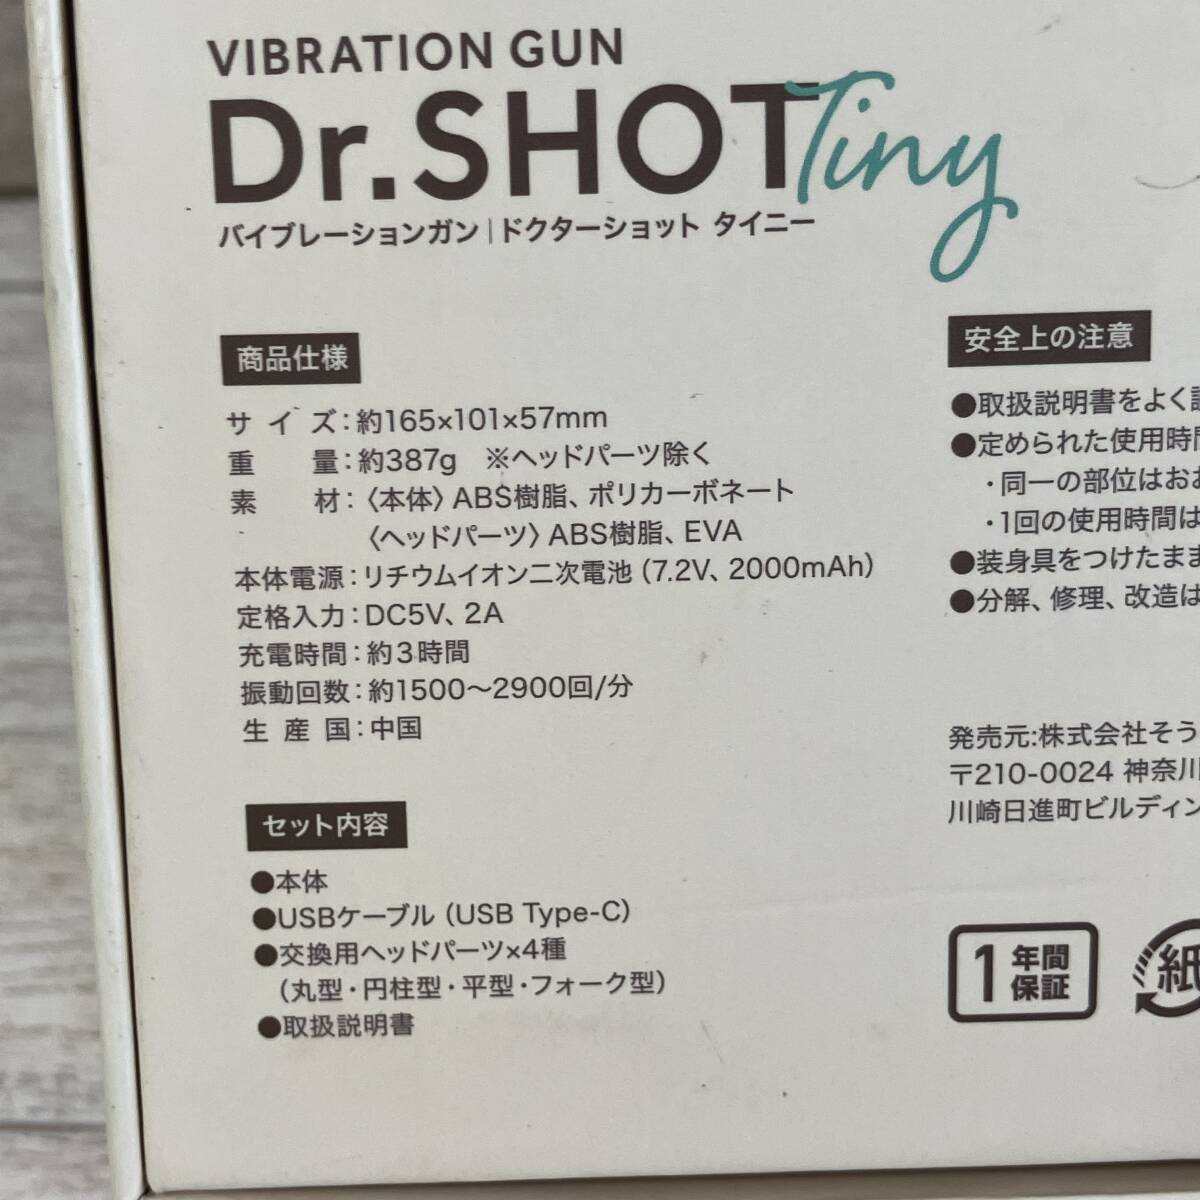 VIBRATION GUN
Dr.SHOT Tiny
バイブレーションガン|ドクターショット タイニー
商品仕様
サイズ:約165×101×57mm
重量:約387g ※ヘッドパーツ除く
素材:〈本体〉ABS樹脂、ポリカーボネート
〈ヘッドパーツ〉ABS樹脂、EVA
本体電源:リチウムイオン二次電池(7.2V、2000mAh)
定格入力:DC5V、2A
充電時間:約3時間
振動回数:約1500〜2900回/分
生産国:中国
セット内容
●本体
●USBケーブル(USB Type-C)
●交換用ヘッドパーツ×4種
(丸型・円柱型・平型・フォーク型)
●取扱説明書
安全上の注意
●取扱説明書をよく
●定められた使用時間
・同一の部位はおお
・1回の使用時間は
●装身具をつけたまま
●分解、修理、改造は
発売元:株式会社そう
〒210-0024 神奈川
川崎日進町ビルディン
1年間保証
紙